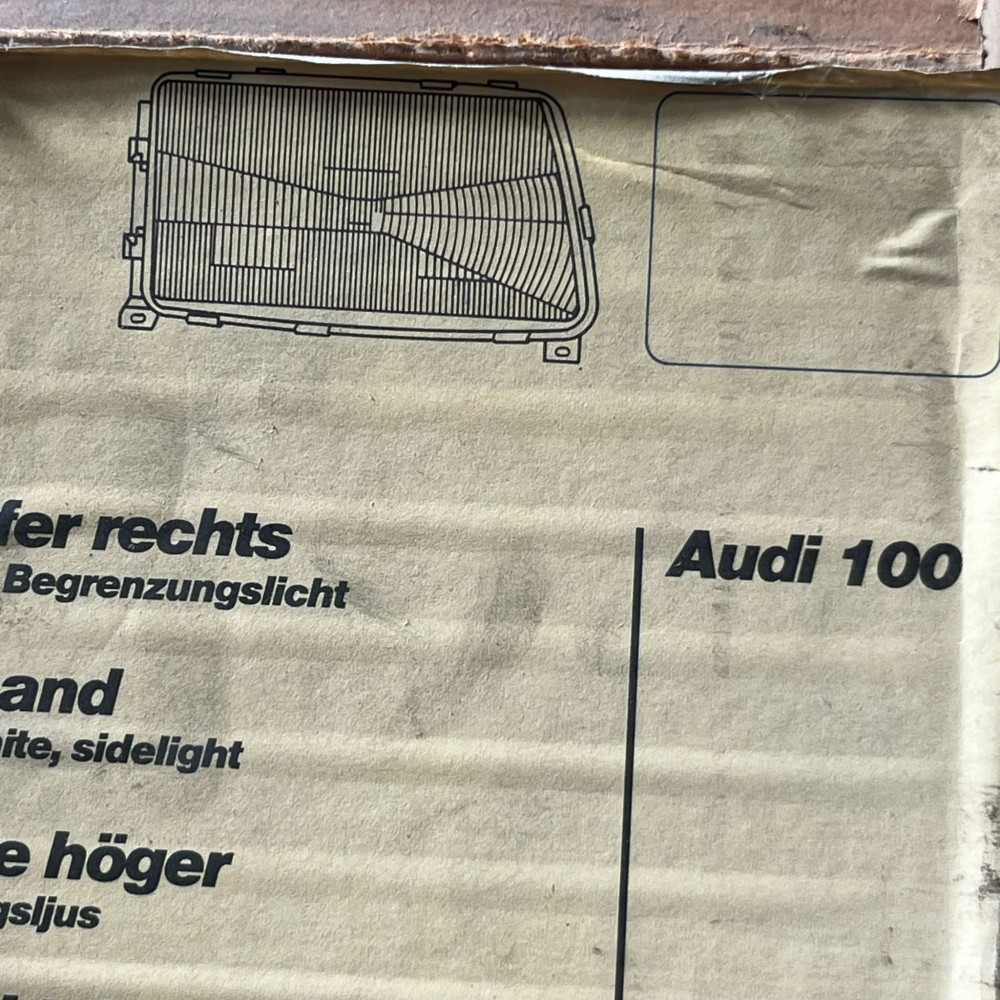 fer rechts
Begrenzungslicht
Audi 100
and
ite, sidelight
e höger
gsljus